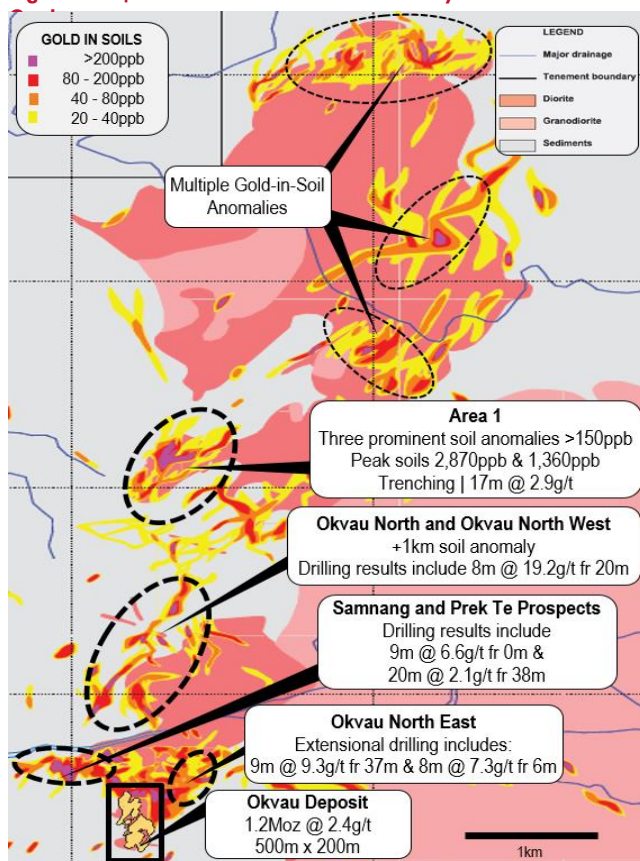 GOLD IN SOILS
>200ppb
80 - 200ppb
40 - 80ppb
20 - 40ppb
LEGEND
Major drainage
Tenement boundary
Diorite
Granodiorite
Sediments
Multiple Gold-in-Soil
Anomalies
Area 1
Three prominent soil anomalies >150ppb
Peak soils 2,870ppb & 1,360ppb
Trenching | 17m @ 2.9g/t
Okvau North and Okvau North West
+1km soil anomaly
Drilling results include 8m @ 19.2g/t fr 20m
Samnang and Prek Te Prospects
Drilling results include
9m @ 6.6g/t fr 0m &
20m @ 2.1g/t fr 38m
Okvau North East
Extensional drilling includes:
9m @ 9.3g/t fr 37m & 8m @ 7.3g/t fr 6m
Okvau Deposit
1.2Moz @ 2.4g/t
500m x 200m
1km